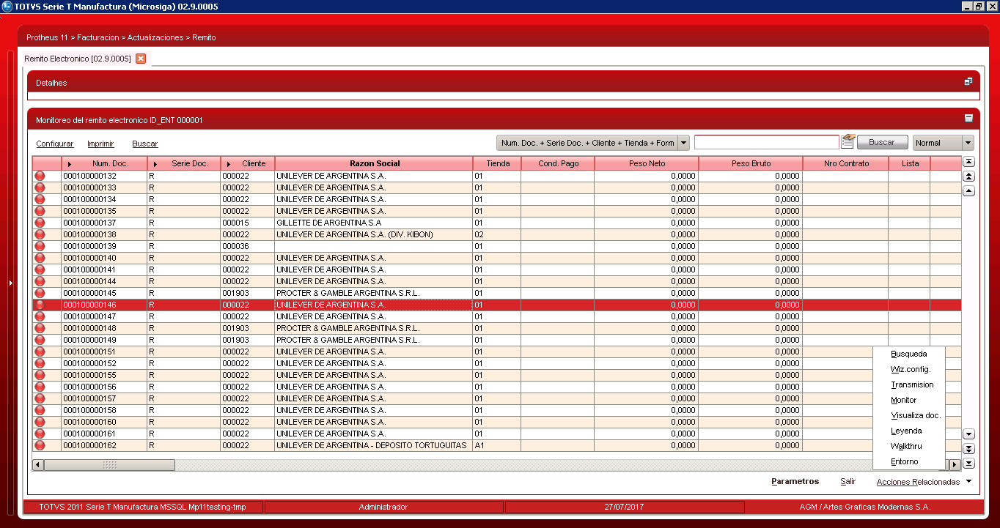 TOTVS Serie T Manufactura (Microsiga) 02.9.0005
Protheus 11 > Facturacion > Actualizaciones > Remito
Remito Electronico [02.9.0005]
Detalhes
Monitoreo del remito electronico ID_ENT 000001
Configurar Imprimir Buscar Num. Doc. + Serie Doc. + Cliente + Tienda + Form Buscar Normal
Num. Doc. Serie Doc. Cliente Razon Social Tienda Cond. Pago Peso Neto Peso Bruto Nro Contrato Lista
000100000132 R 000022 UNILEVER DE ARGENTINA S.A. 01 0,0000 0,0000
000100000133 R 000022 UNILEVER DE ARGENTINA S.A. 01 0,0000 0,0000
000100000134 R 000022 UNILEVER DE ARGENTINA S.A. 01 0,0000 0,0000
000100000135 R 000022 UNILEVER DE ARGENTINA S.A. 01 0,0000 0,0000
000100000137 R 000015 GILLETTE DE ARGENTINA S.A 01 0,0000 0,0000
000100000138 R 000022 UNILEVER DE ARGENTINA S.A. (DIV. KIBON) 02 0,0000 0,0000
000100000139 R 000036 01 0,0000 0,0000
000100000140 R 000022 UNILEVER DE ARGENTINA S.A. 01 0,0000 0,0000
000100000141 R 000022 UNILEVER DE ARGENTINA S.A. 01 0,0000 0,0000
000100000144 R 000022 UNILEVER DE ARGENTINA S.A. 01 0,0000 0,0000
000100000145 R 001903 PROCTER & GAMBLE ARGENTINA S.R.L. 01 0,0000 0,0000
000100000146 R 000022 UNILEVER DE ARGENTINA S.A. 01 0,0000 0,0000
000100000147 R 000022 UNILEVER DE ARGENTINA S.A. 01 0,0000 0,0000
000100000148 R 001903 PROCTER & GAMBLE ARGENTINA S.R.L. 01 0,0000 0,0000
000100000149 R 001903 PROCTER & GAMBLE ARGENTINA S.R.L. 01 0,0000 0,0000
000100000151 R 000022 UNILEVER DE ARGENTINA S.A. 01 0,0000 0,0000
000100000152 R 000022 UNILEVER DE ARGENTINA S.A. 01 0,0000 0,0000
000100000155 R 000022 UNILEVER DE ARGENTINA S.A. 01 0,0000 0,0000
000100000156 R 000022 UNILEVER DE ARGENTINA S.A. 01 0,0000 0,0000
000100000157 R 000022 UNILEVER DE ARGENTINA S.A. 01 0,0000 0,0000
000100000158 R 000022 UNILEVER DE ARGENTINA S.A. 01 0,0000 0,0000
000100000160 R 000022 UNILEVER DE ARGENTINA S.A. 01 0,0000 0,0000
000100000161 R 000022 UNILEVER DE ARGENTINA S.A. 01 0,0000 0,0000
000100000162 R 000022 UNILEVER DE ARGENTINA - DEPOSITO TORTUGUITAS A1 0,0000 0,0000
Busqueda
Wiz.config.
Transmision
Monitor
Visualiza doc.
Leyenda
Walkthru
Entorno
Parametros Salir Acciones Relacionadas
TOTVS 2011 Serie T Manufactura MSSQL Mp11testing-tmp Administrador 27/07/2017 AGM / Artes Graficas Modernas S.A.